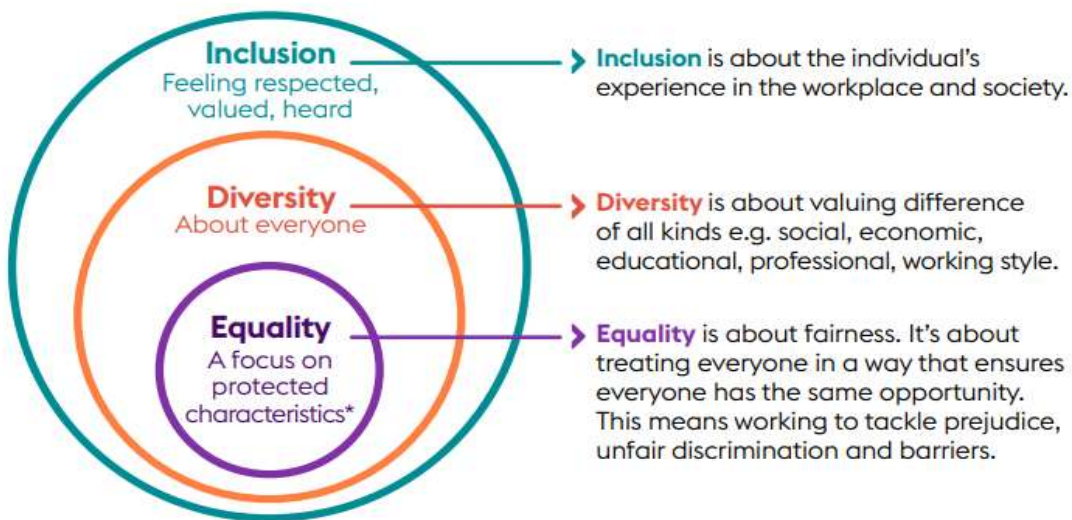 Inclusion
Feeling respected,
valued, heard
Inclusion is about the individual's
experience in the workplace and society.
Diversity
About everyone
Diversity is about valuing difference
of all kinds e.g. social, economic,
educational, professional, working style.
Equality
A focus on
protected
characteristics*
Equality is about fairness. It's about
treating everyone in a way that ensures
everyone has the same opportunity.
This means working to tackle prejudice,
unfair discrimination and barriers.